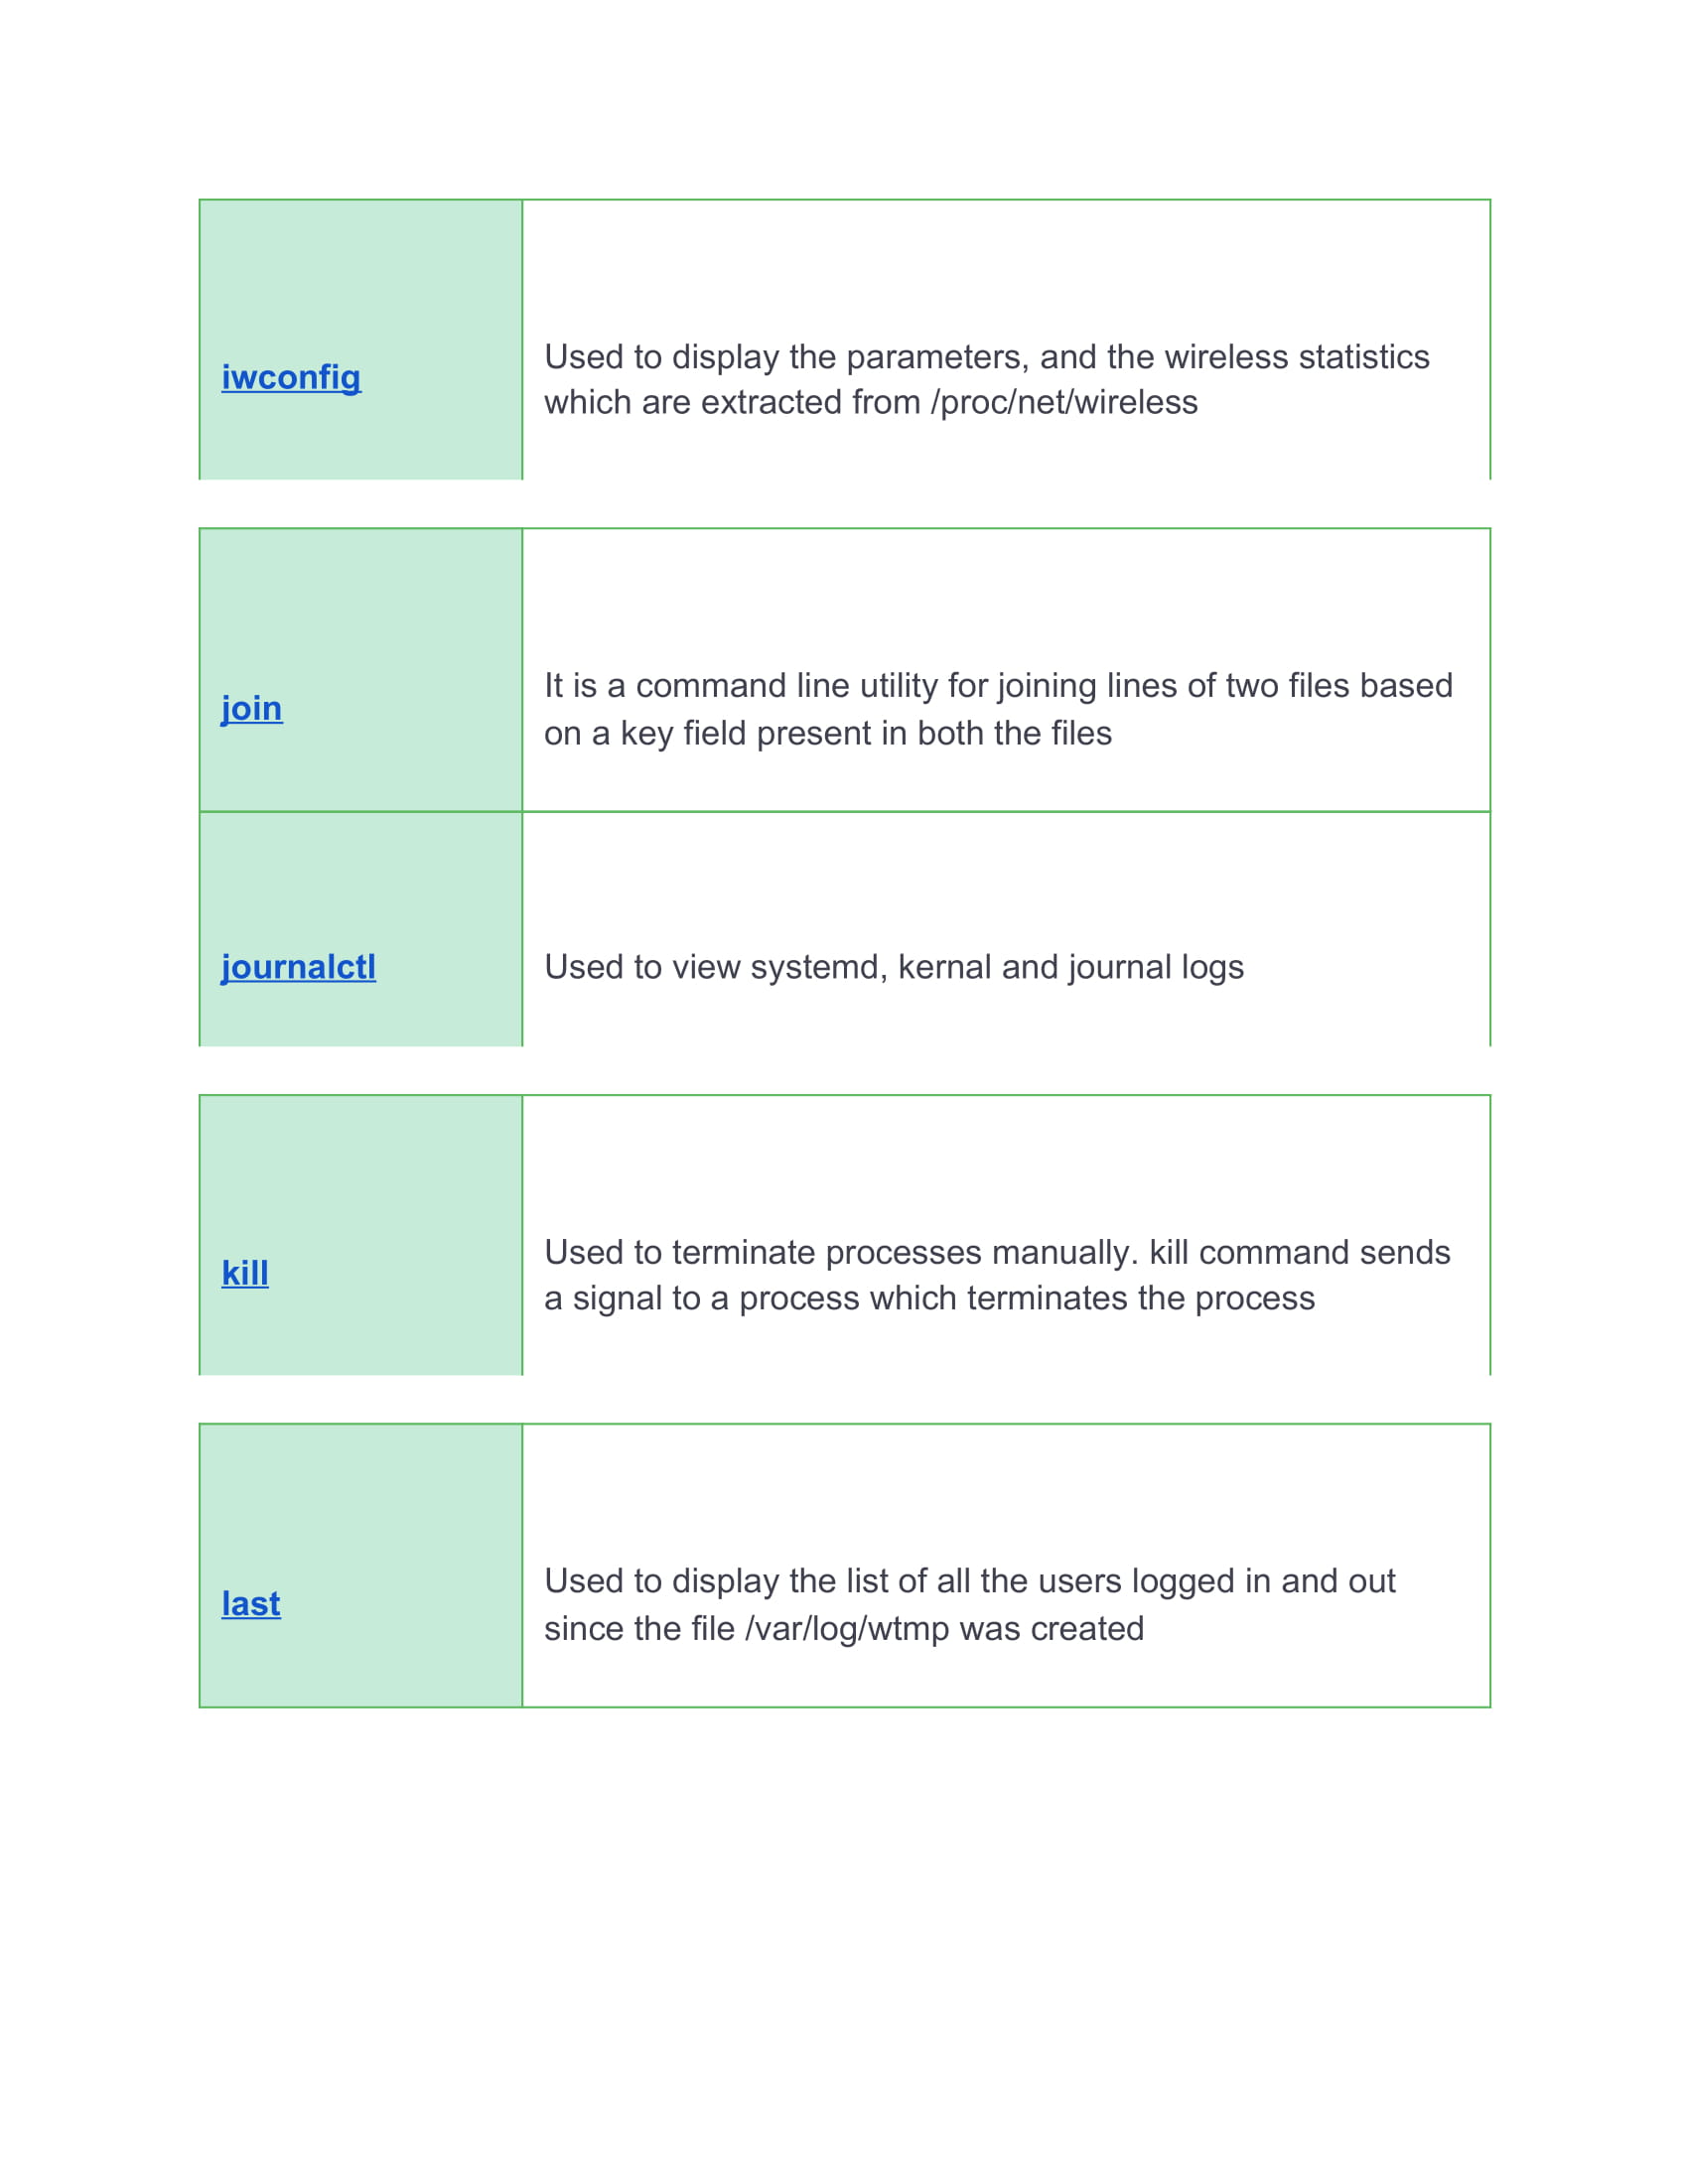 iwconfig
Used to display the parameters, and the wireless statistics
which are extracted from /proc/net/wireless
join
It is a command line utility for joining lines of two files based
on a key field present in both the files
journalctl
Used to view systemd, kernal and journal logs
kill
Used to terminate processes manually. kill command sends
a signal to a process which terminates the process
last
Used to display the list of all the users logged in and out
since the file /var/log/wtmp was created